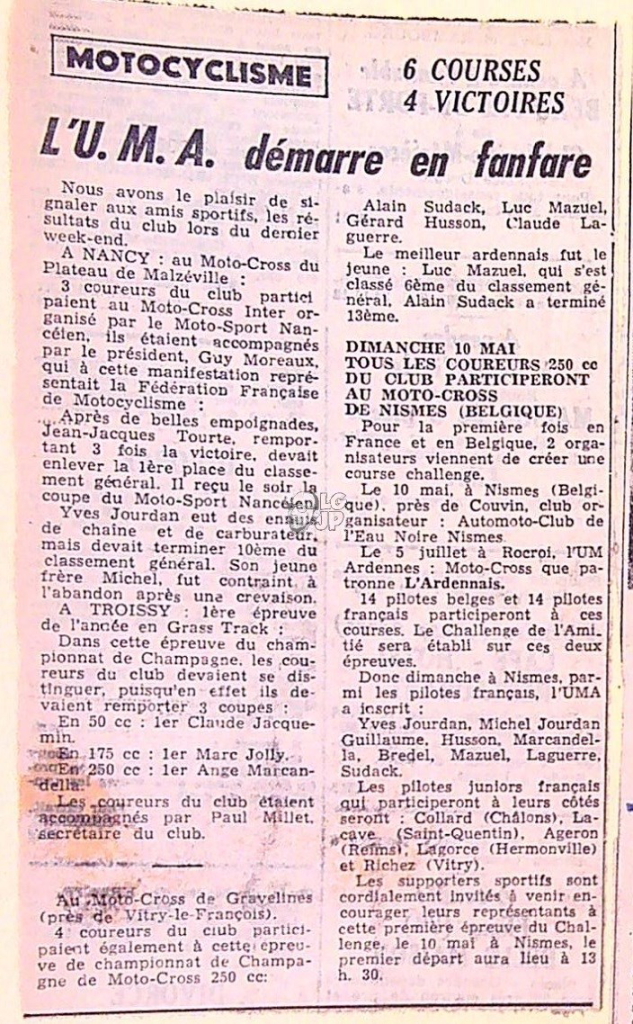 MOTOCYCLISME
6 COURSES
4 VICTOIRES
L'U. M. A. démarre en fanfare
Nous avons le plaisir de si-
gnaler aux amis sportifs, les ré-
sultats du club lors du dernier
week-end.
A NANCY : au Moto-Cross du
Plateau de Malzéville :
3 coureurs du club partici
paient au Moto-Cross Inter or-
ganisé par le Moto-Sport Nan-
céien, ils étaient accompagnés
par le président, Guy Moreaux,
qui à cette manifestation repré-
sentait la Fédération Française
de Motocyclisme :
Après de belles empoignades,
Jean-Jacques Tourte, rempor-
tant 3 fois la victoire, devait
enlever la 1ère place du classe-
ment général. Il reçu le soir la
coupe du Moto-Sport Nancéien.
Yves Jourdan eut des
de chaine et de carburateur,
mais devait terminer 10ème du
classement général. Son jeune
frère Michel, fut contraint à
l'abandon après une crevaison.
A TROISSY : 1ère épreuve
de l'année en Grass Track :
Dans cette épreuve du cham-
pionnat de Champagne, les cou-
reurs du club devaient se dis-
tinguer, puisqu'en effet ils de-
vaient remporter 3 coupes :
En 50 cc : 1er Claude Jacque-
min.
En 175 cc : 1er Marc Jolly.
En 250 cc : 1er Ange Marcan-
della.
Les coureurs du club étaient
accompagnés par Paul Millet,
secrétaire du club.
Au Moto-Cross de Gravelines
(près de Vitry-le-François).
4 coureurs du club partici-
paient également à cette épreu-
ve de championnat de Champa-
gne de Moto-Cross 250 cc:
Alain Sudack, Luc Mazuel,
Gérard Husson, Claude La-
guerre.
Le meilleur ardennais fut le
jeune : Luc Mazuel, qui s'est
classé 6ème du classement gé-
néral, Alain Sudack a terminé
13ème.
DIMANCHE 10 MAI
TOUS LES COUREURS 250 cc
DU CLUB PARTICIPERONT
AU MOTO-CROSS
DE NISMES (BELGIQUE)
Pour la première fois en
France et en Belgique, 2 or-
ganisateurs viennent de créer une
course challenge.
Le 10 mai, à Nismes (Belgi-
que), près de Couvin, club or-
ganisateur : Automoto-Club de
l'Eau Noire Nismes.
Le 5 juillet à Rocroi, l'UM
Ardennes : Moto-Cross que pa-
tronne L'Ardennais.
14 pilotes belges et 14 pilotes
français participeront à ces
courses. Le Challenge de l'Ami-
tié sera établi sur ces deux
épreuves.
Donc dimanche à Nismes, par-
mi les pilotes français, l'UMA
a inscrit :
Yves Jourdan, Michel Jourdan
Guillaume, Husson, Marcandel-
la, Bredel, Mazuel, Laguerre,
Sudack.
Les pilotes juniors français
qui participeront à leurs côtés
seront : Collard (Châlons), La-
cave (Saint-Quentin), Ageron
(Reims), Lagorce (Hermonville)
et Richez (Vitry).
Les supporters sportifs sont
cordialement invités à venir en-
courager leurs représentants à
cette première épreuve du Chal-
lenge, le 10 mai à Nismes, le
premier départ aura lieu à 13
h. 30.